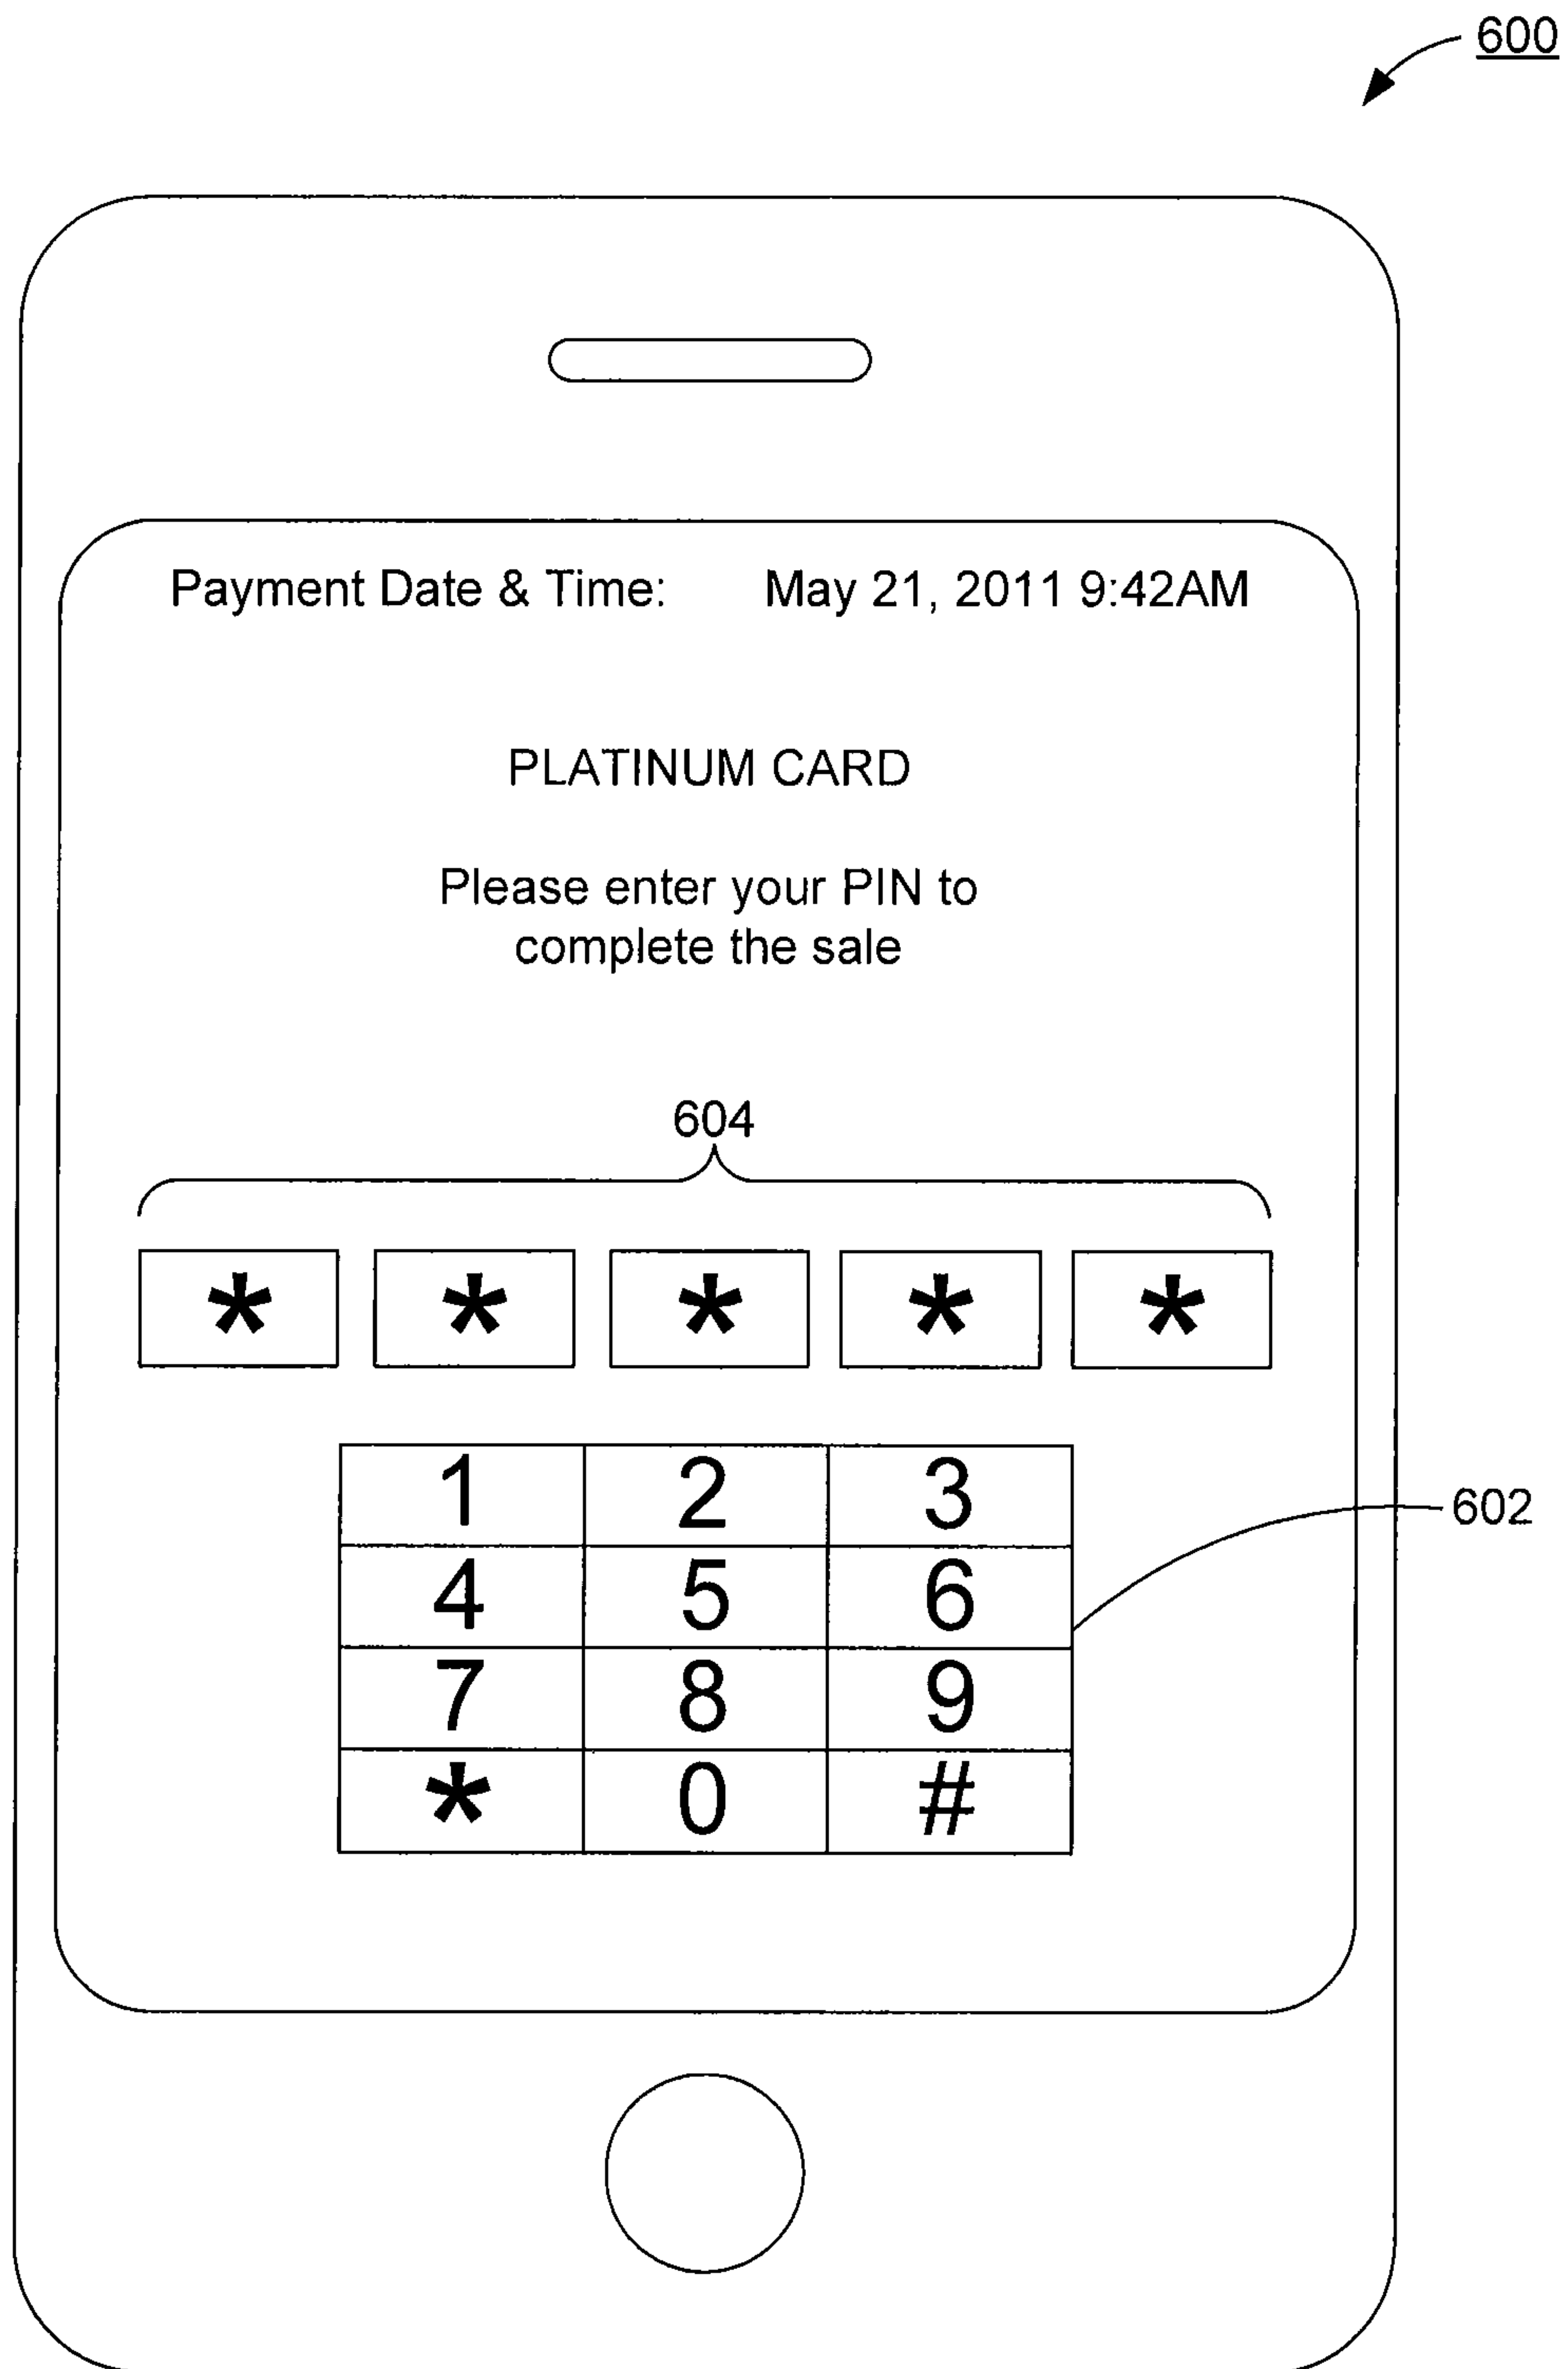 600
Payment Date & Time: May 21, 2011 9:42AM
PLATINUM CARD
Please enter your PIN to
complete the sale
604
* * * * *
1 2 3
602
4 5 6
7 8 9
* 0 #